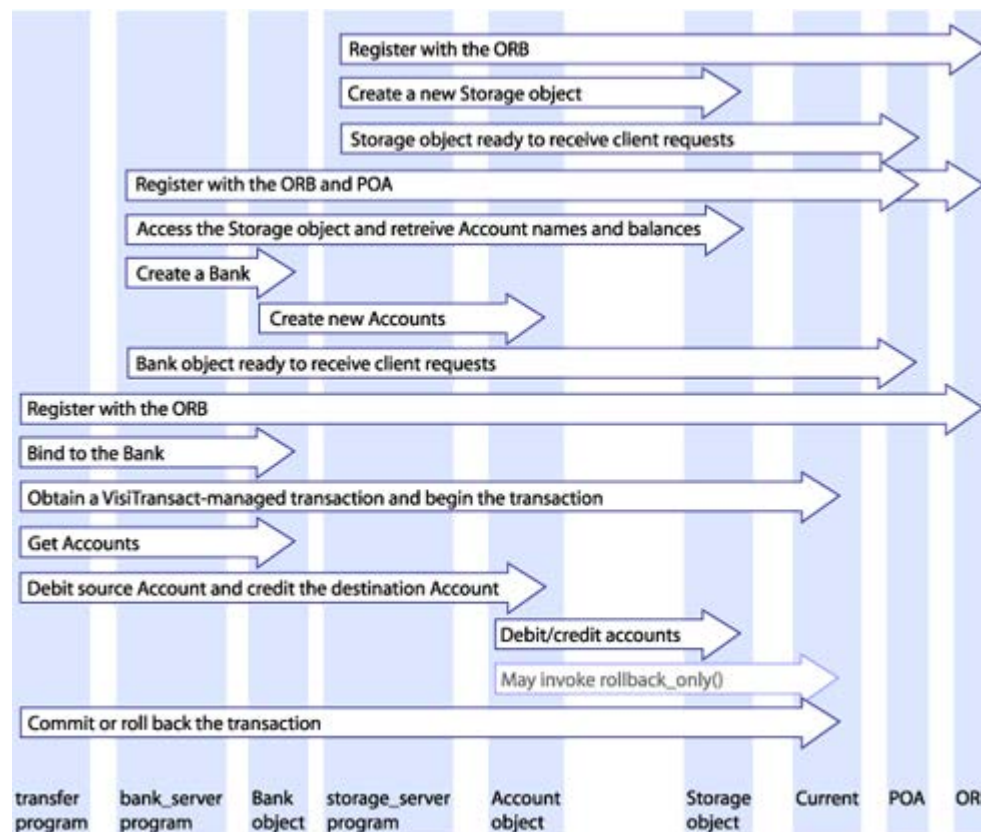 Register with the ORB
Create a new Storage object
Storage object ready to receive client requests
Register with the ORB and POA
Access the Storage object and retreive Account names and balances
Create a Bank
Create new Accounts
Bank object ready to receive client requests
Register with the ORB
Bind to the Bank
Obtain a VisiTransact-managed transaction and begin the transaction
Get Accounts
Debit source Account and credit the destination Account
Debit/credit accounts
May invoke rollback_only()
Commit or roll back the transaction
transfer program
bank_server program
Bank object
storage_server program
Account object
Storage object
Current
POA